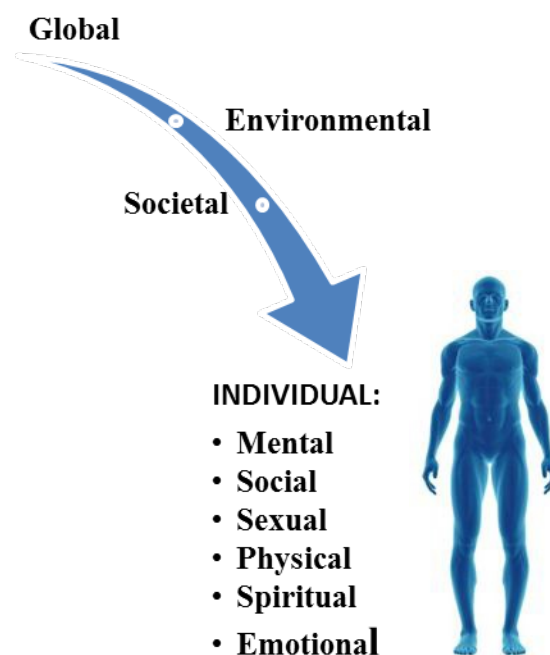 Global
Environmental
Societal
INDIVIDUAL:
• Mental
• Social
• Sexual
• Physical
• Spiritual
• Emotional